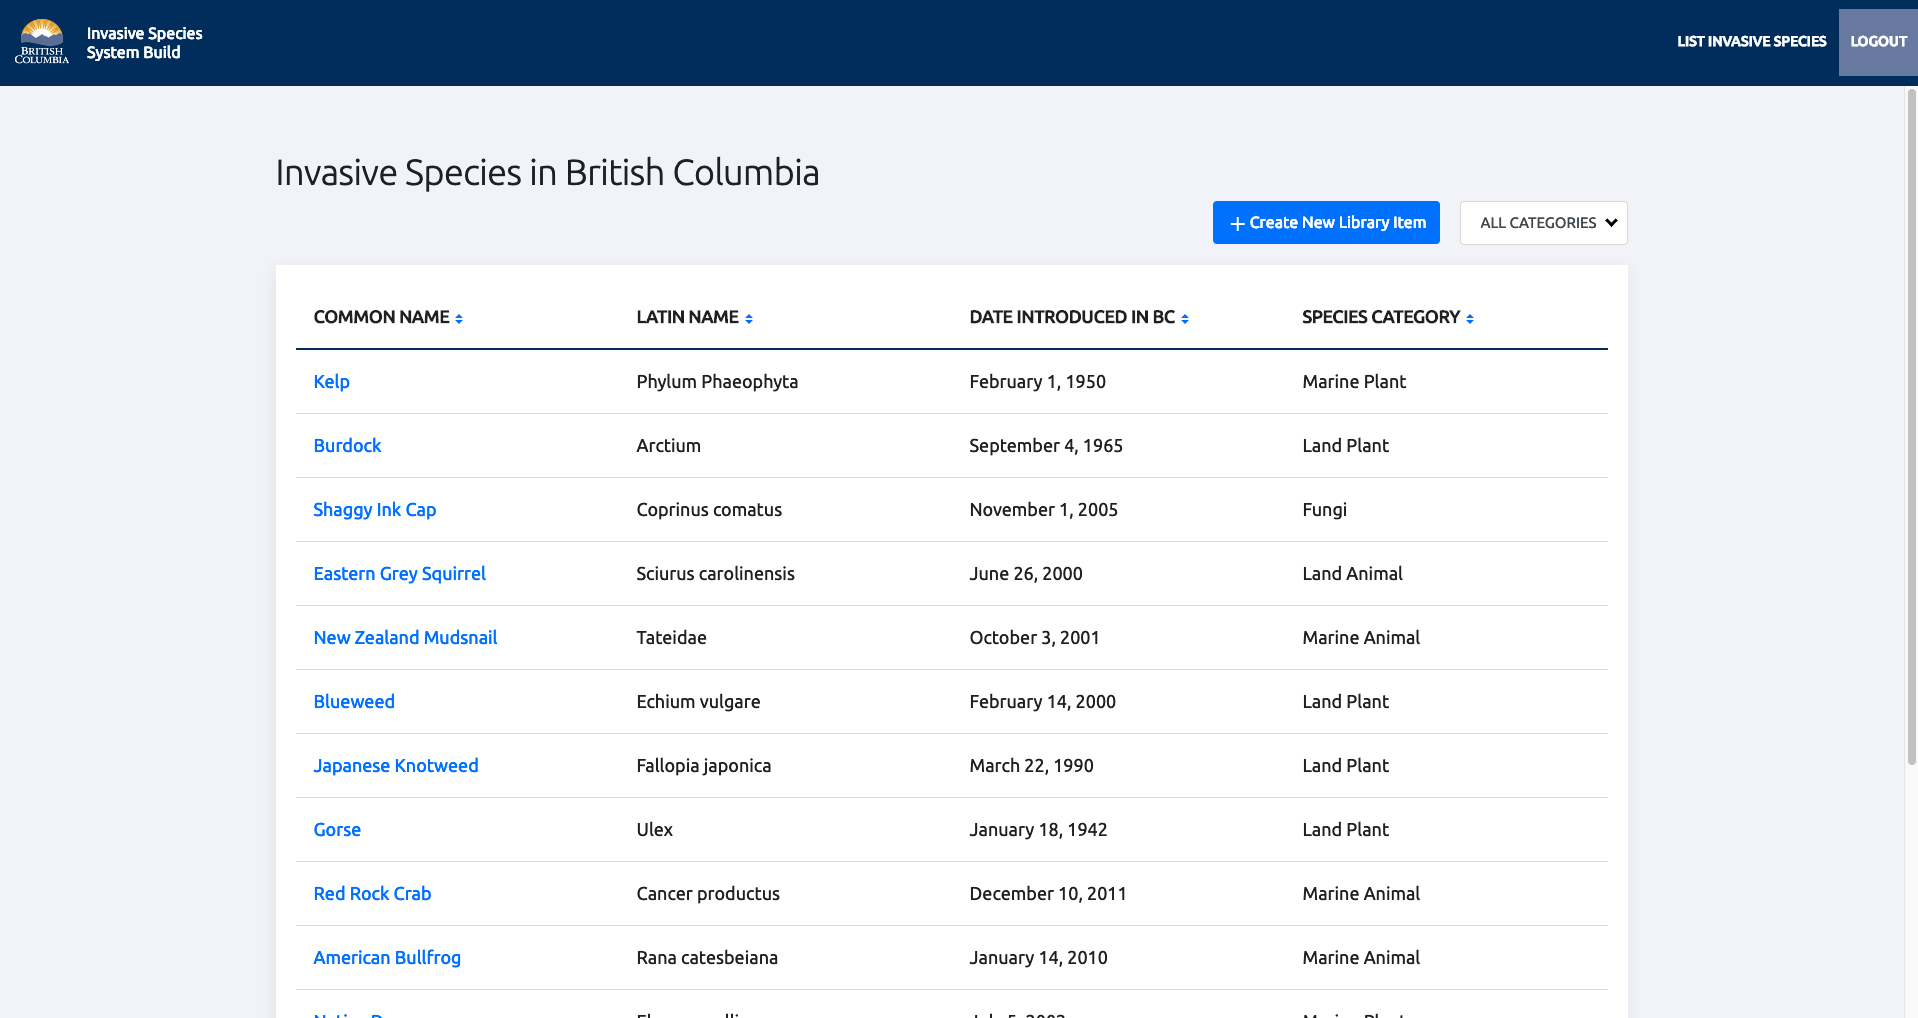 BRITISH
COLUMBIA
Invasive Species
System Build
LIST INVASIVE SPECIES
LOGOUT
Invasive Species in British Columbia
Create New Library Item
ALL CATEGORIES
COMMON NAME LATIN NAME DATE INTRODUCED IN BC SPECIES CATEGORY
Kelp Phylum Phaeophyta February 1, 1950 Marine Plant
Burdock Arctium September 4, 1965 Land Plant
Shaggy Ink Cap Coprinus comatus November 1, 2005 Fungi
Eastern Grey Squirrel Sciurus carolinensis June 26, 2000 Land Animal
New Zealand Mudsnail Tateidae October 3, 2001 Marine Animal
Blueweed Echium vulgare February 14, 2000 Land Plant
Japanese Knotweed Fallopia japonica March 22, 1990 Land Plant
Gorse Ulex January 18, 1942 Land Plant
Red Rock Crab Cancer productus December 10, 2011 Marine Animal
American Bullfrog Rana catesbeiana January 14, 2010 Marine Animal